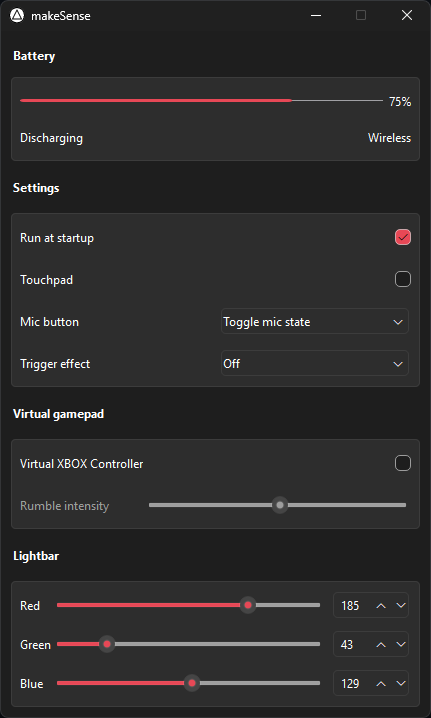 makeSense
Battery
75%
Discharging Wireless
Settings
Run at startup
Touchpad
Mic button Toggle mic state
Trigger effect Off
Virtual gamepad
Virtual XBOX Controller
Rumble intensity
Lightbar
Red 185
Green 43
Blue 129